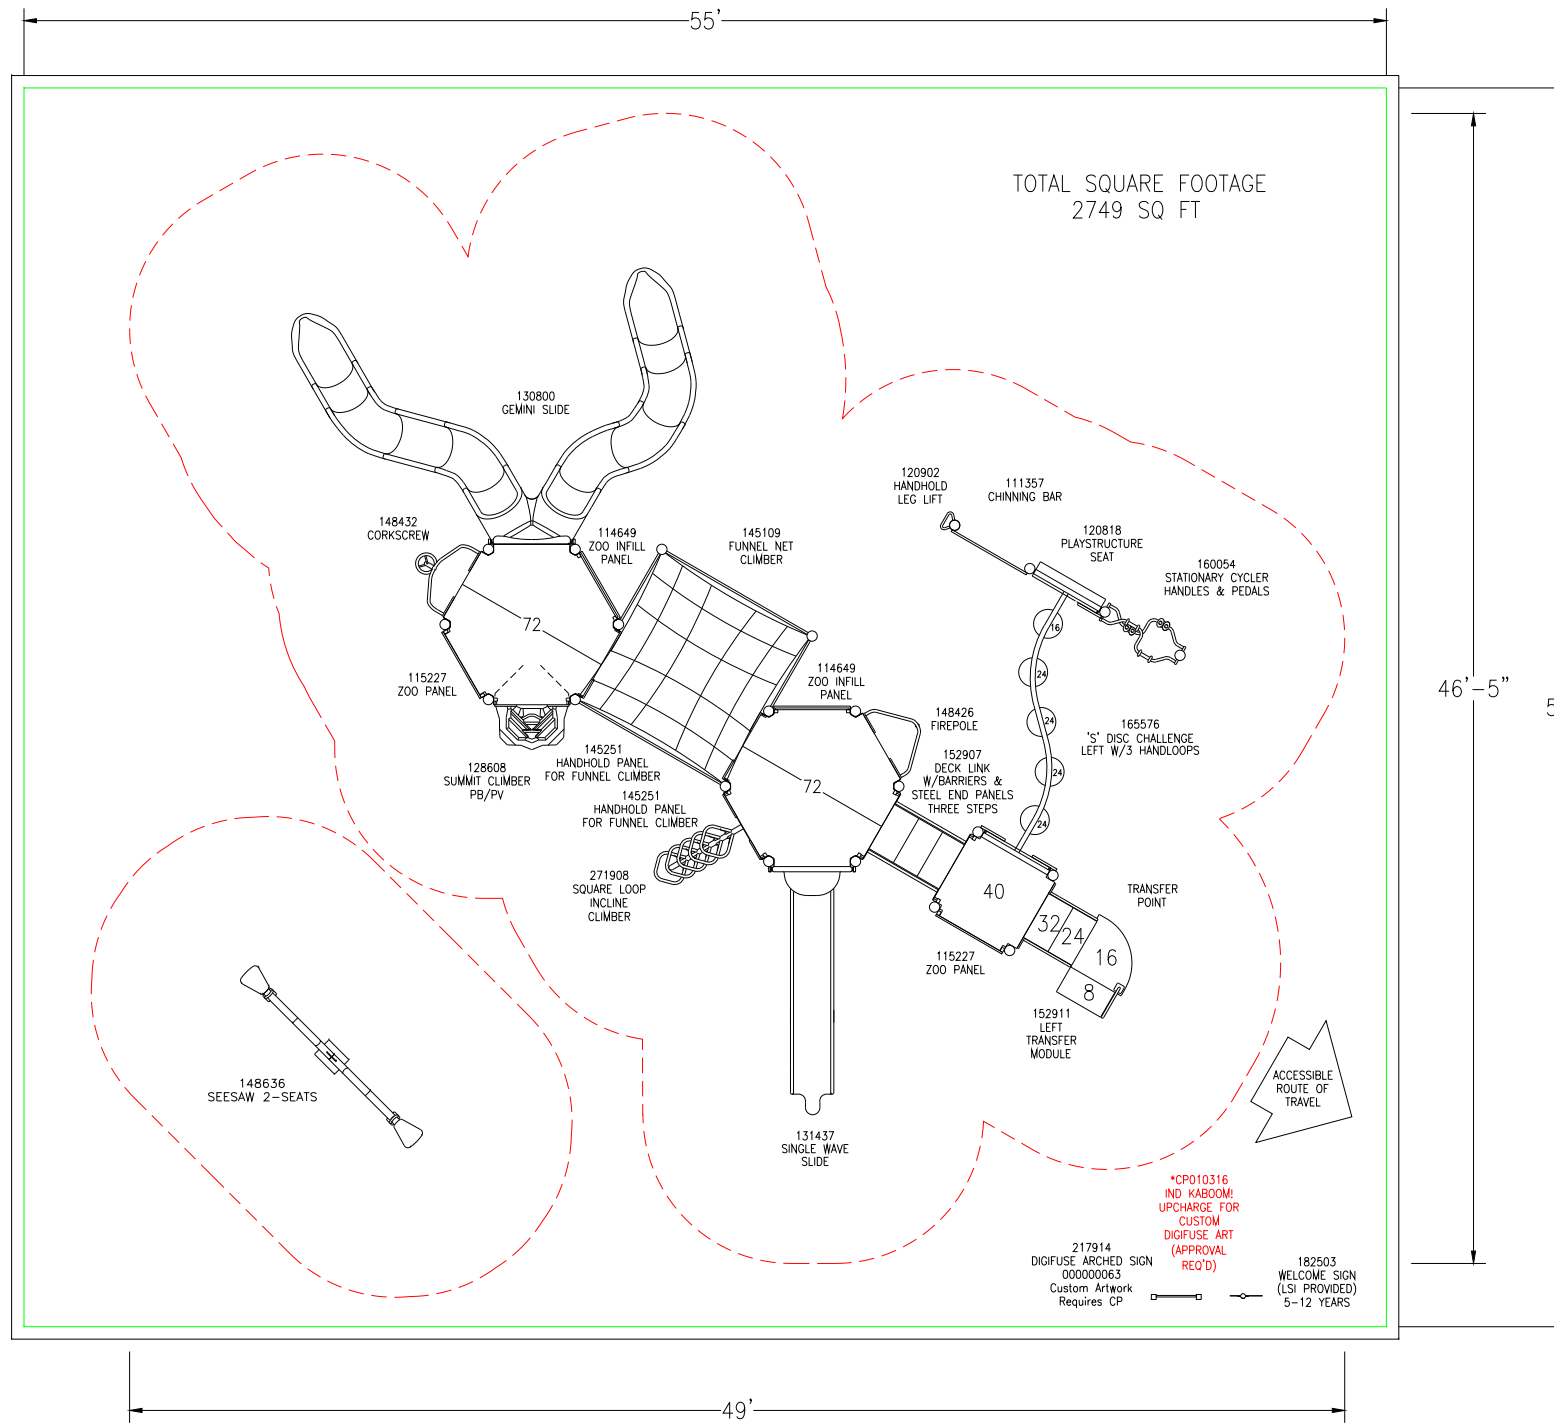 55'
TOTAL SQUARE FOOTAGE
2749 SQ FT
130800
GEMINI SLIDE
120902
HANDHOLD
LEG LIFT
111357
CHINNING BAR
148432
CORKSCREW
114649
ZOO INFILL
PANEL
145109
FUNNEL NET
CLIMBER
120818
PLAYSTRUCTURE
SEAT
160054
STATIONARY CYCLER
HANDLES & PEDALS
72
16
24
24
24
24
115227
ZOO PANEL
114649
ZOO INFILL
PANEL
46'-5"
5
148426
FIREPOLE
165576
'S' DISC CHALLENGE
LEFT W/3 HANDLOOPS
128608
SUMMIT CLIMBER
PB/PV
145251
HANDHOLD PANEL
FOR FUNNEL CLIMBER
145251
HANDHOLD PANEL
FOR FUNNEL CLIMBER
72
152907
DECK LINK
W/BARRIERS &
STEEL END PANELS
THREE STEPS
271908
SQUARE LOOP
INCLINE
CLIMBER
40
TRANSFER
POINT
32
24
16
8
115227
ZOO PANEL
152911
LEFT
TRANSFER
MODULE
148636
SEESAW 2-SEATS
ACCESSIBLE
ROUTE OF
TRAVEL
131437
SINGLE WAVE
SLIDE
*CP010316
IND KABOOM!
UPCHARGE FOR
CUSTOM
DIGIFUSE ART
(APPROVAL
REQ'D)
217914
DIGIFUSE ARCHED SIGN
000000063
Custom Artwork
Requires CP
182503
WELCOME SIGN
(LSI PROVIDED)
5-12 YEARS
49'